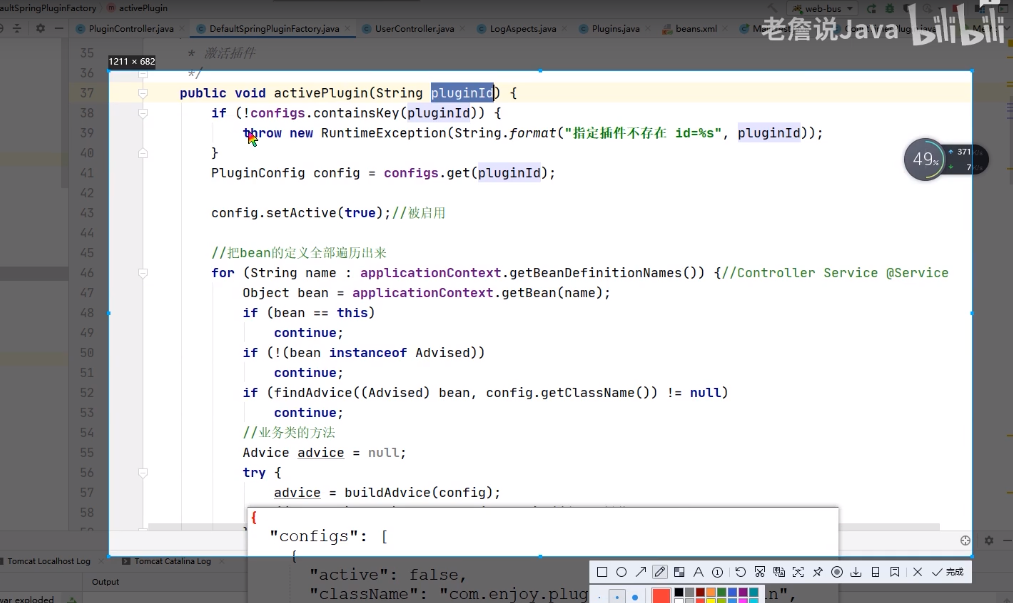 aultSpringPluginFactory activePlugin
web-bus
PluginController.java DefaultSpringPluginFactory.java UserController.java LogAspects.java Plugins.java beans.xml
老詹说Java bilibili
1211 × 682
35 * 激活插件
36 */
37 public void activePlugin(String pluginId) {
38 if (!configs.containsKey(pluginId)) {
39 throw new RuntimeException(String.format("指定插件不存在 id=%s", pluginId));
40 }
41 PluginConfig config = configs.get(pluginId);
42
43 config.setActive(true);//被启用
44
45 //把bean的定义全部遍历出来
46 for (String name : applicationContext.getBeanDefinitionNames()) {//Controller Service @Service
47 Object bean = applicationContext.getBean(name);
48 if (bean == this)
49 continue;
50 if (!(bean instanceof Advised))
51 continue;
52 if (findAdvice((Advised) bean, config.getClassName()) != null)
53 continue;
54 //业务类的方法
55 Advice advice = null;
56 try {
57 advice = buildAdvice(config);
58
49%
371
7
{
"configs": [
{
"active": false,
"className": "com.enjoy.plug
n",
Tomcat Localhost Log Tomcat Catalina Log
Output
war exploded
完成